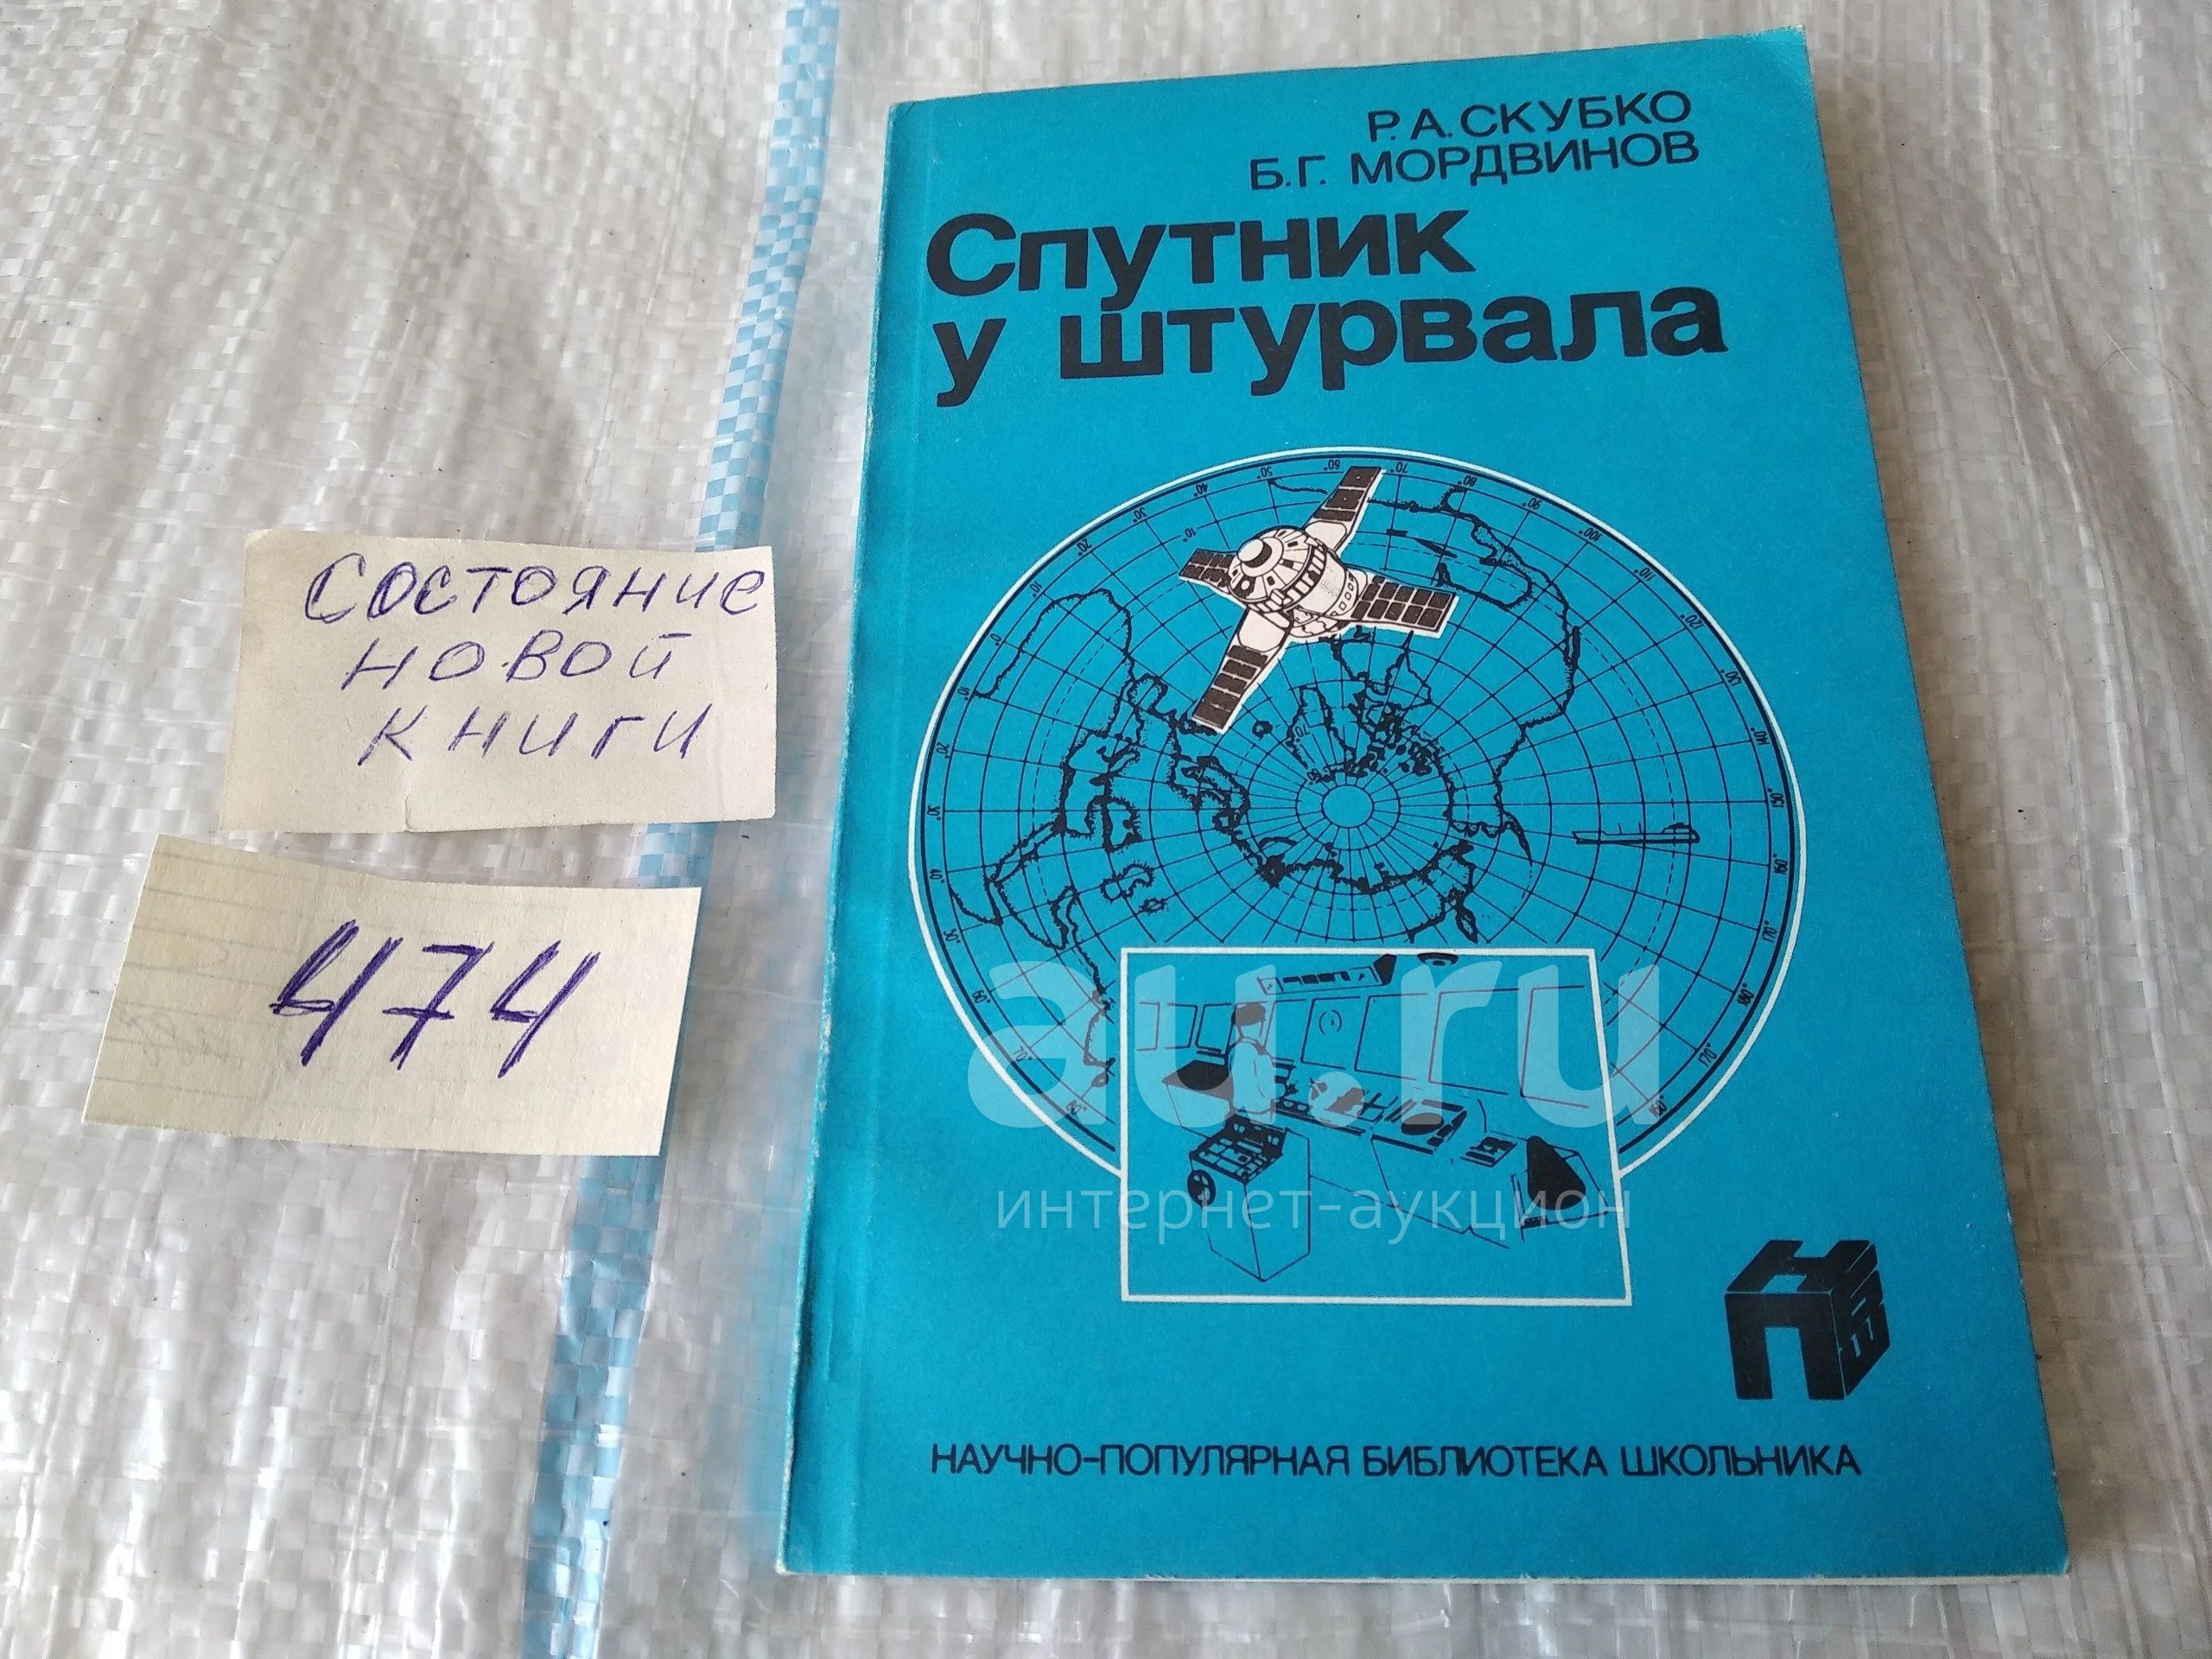 Р.А.СКУБКО
Б.Г. МОРДВИНОВ
Спутник
у штурвала
Состояние
новой
книги
474
au.ru
интернет-аукцион
НАУЧНО-ПОПУЛЯРНАЯ БИБЛИОТЕКА ШКОЛЬНИКА